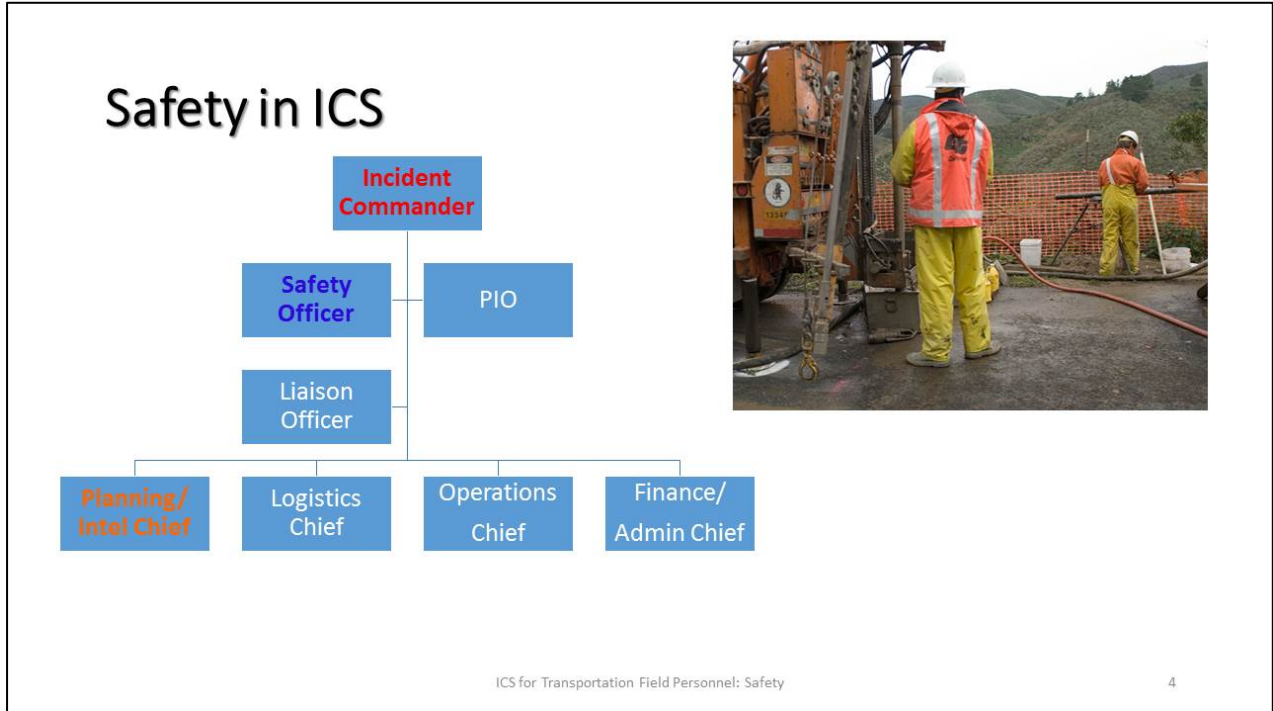 Safety in ICS
Incident
Commander
Safety
Officer
PIO
Liaison
Officer
Planning/
Intel Chief
Logistics
Chief
Operations
Chief
Finance/
Admin Chief
ICS for Transportation Field Personnel: Safety
4